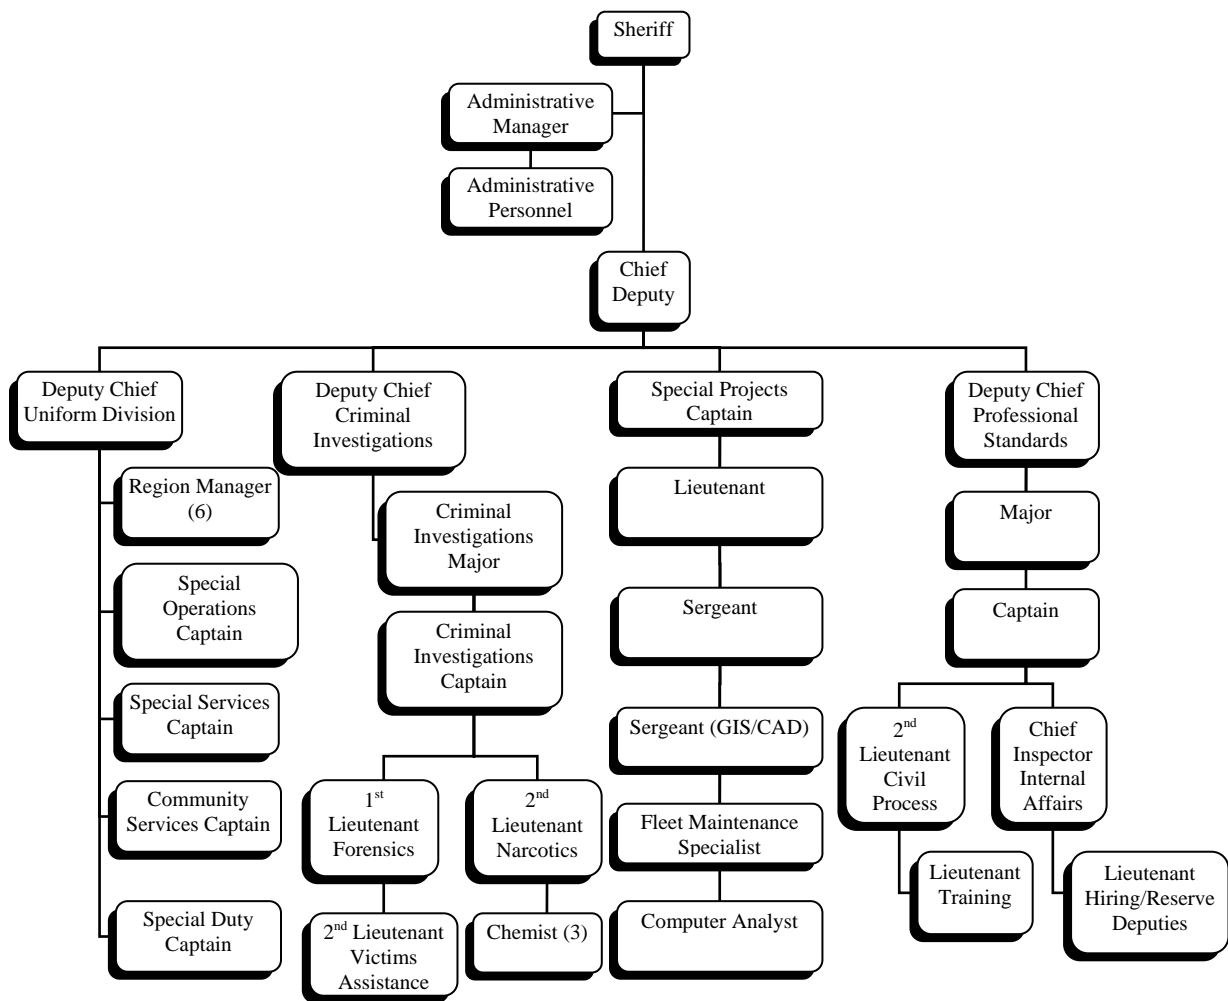 Sheriff
Administrative
Manager
Administrative
Personnel
Chief
Deputy
Deputy Chief
Uniform Division
Region Manager
(6)
Special
Operations
Captain
Special Services
Captain
Community
Services Captain
Special Duty
Captain
Deputy Chief
Criminal
Investigations
Criminal
Investigations
Major
Criminal
Investigations
Captain
1st
Lieutenant
Forensics
2nd Lieutenant
Victims
Assistance
2nd
Lieutenant
Narcotics
Chemist (3)
Special Projects
Captain
Lieutenant
Sergeant
Sergeant (GIS/CAD)
Fleet Maintenance
Specialist
Computer Analyst
Deputy Chief
Professional
Standards
Major
Captain
2nd
Lieutenant
Civil
Process
Lieutenant
Training
Chief
Inspector
Internal
Affairs
Lieutenant
Hiring/Reserve
Deputies